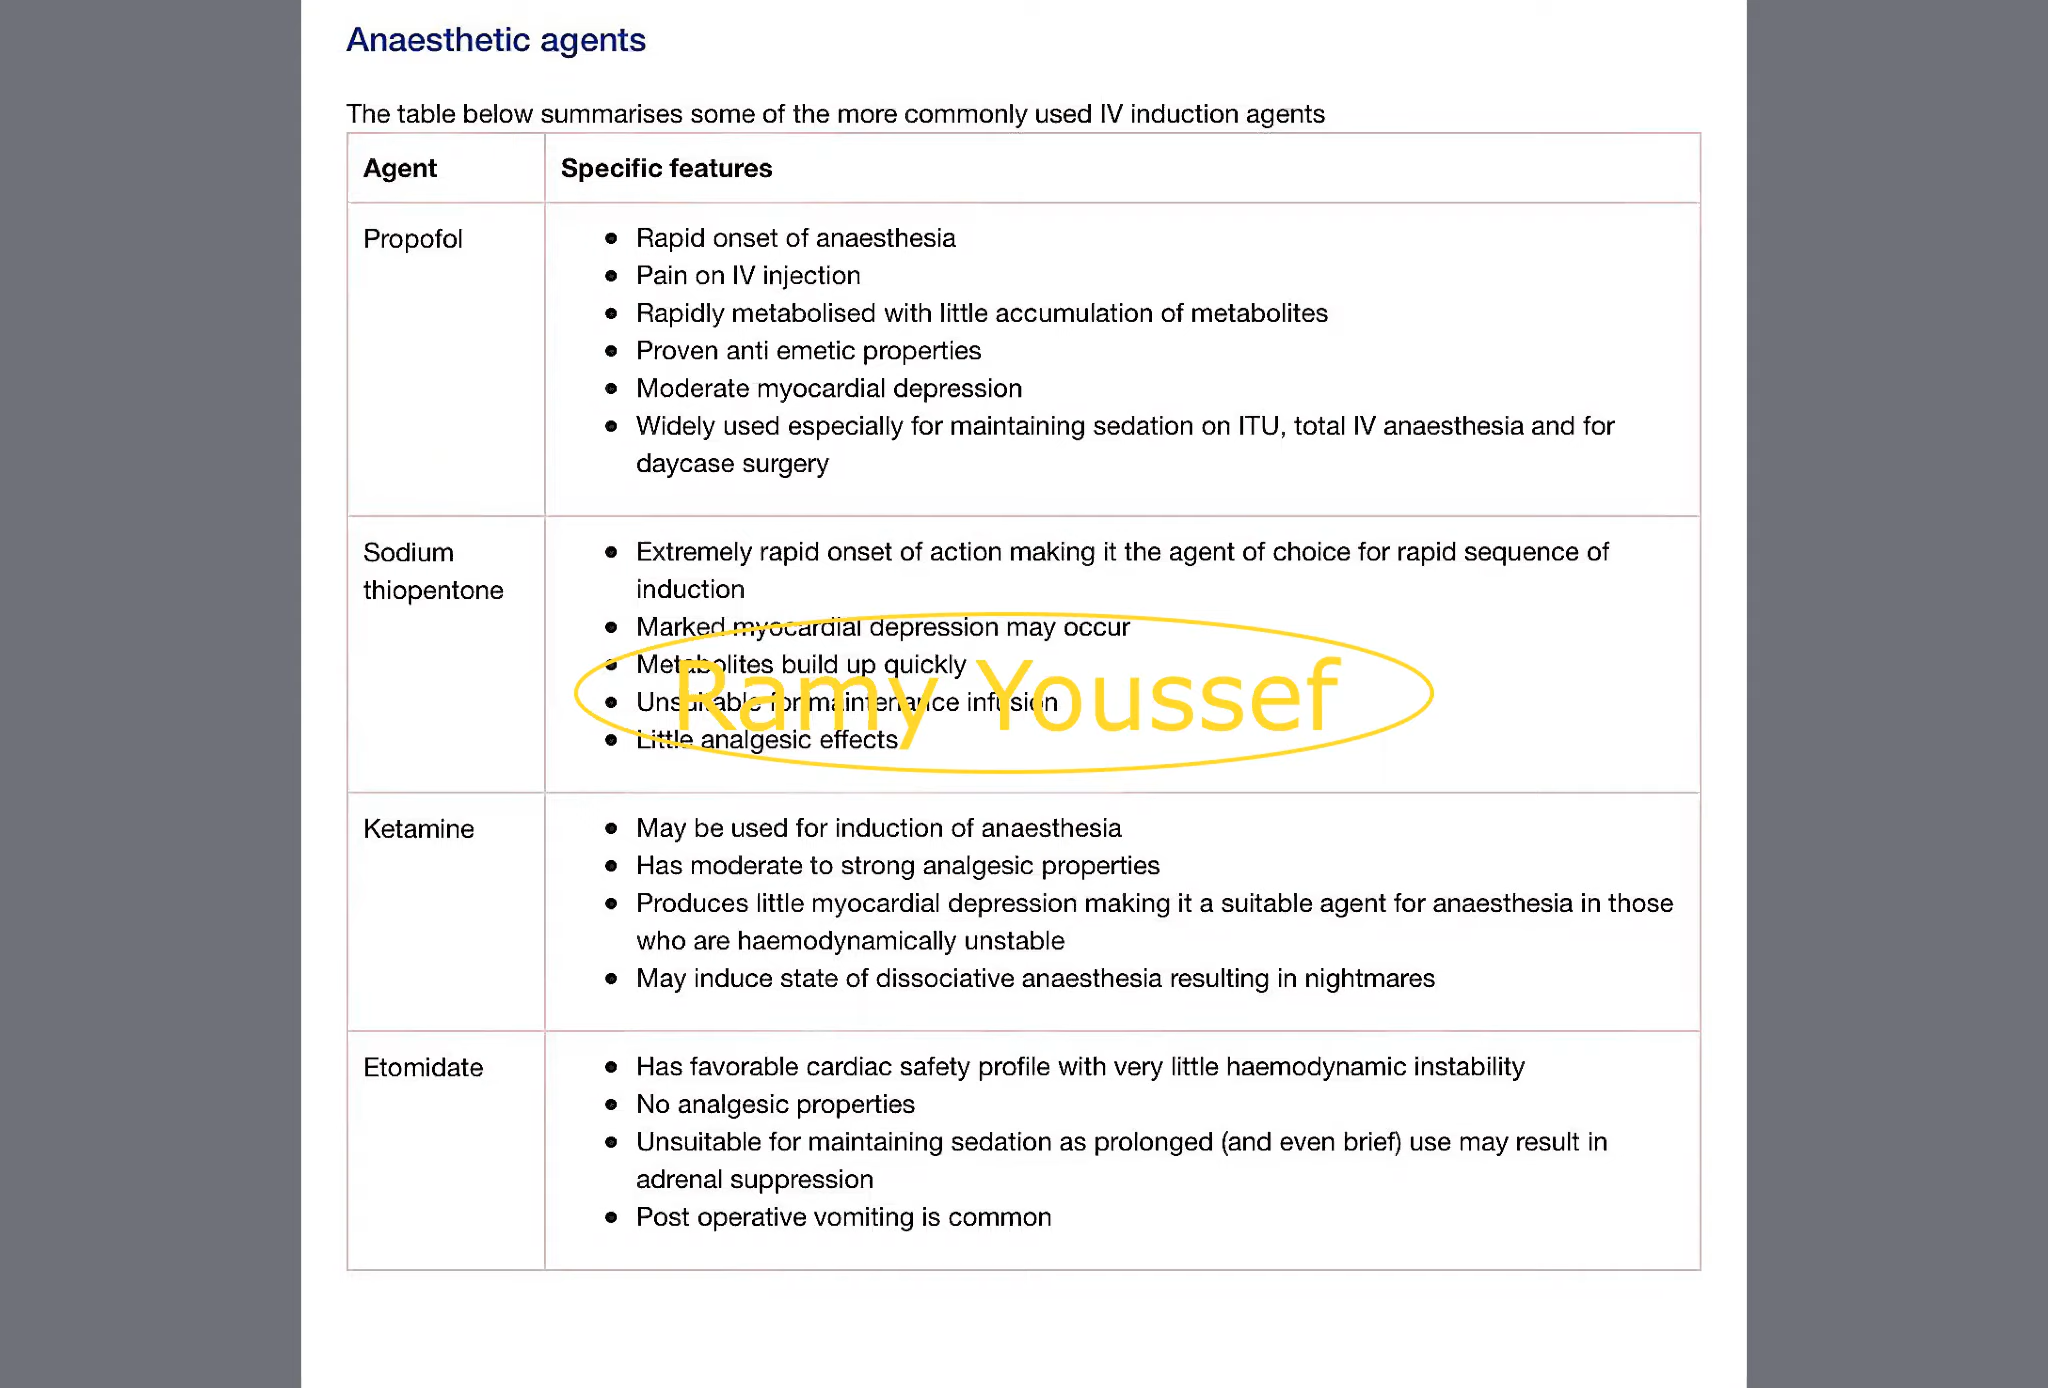 Anaesthetic agents
The table below summarises some of the more commonly used IV induction agents
Agent
Specific features
Propofol
• Rapid onset of anaesthesia
• Pain on IV injection
• Rapidly metabolised with little accumulation of metabolites
• Proven anti emetic properties
• Moderate myocardial depression
• Widely used especially for maintaining sedation on ITU, total IV anaesthesia and for
daycase surgery
Sodium
thiopentone
• Extremely rapid onset of action making it the agent of choice for rapid sequence of
induction
• Marked myocardial depression may occur
• Metabolites build up quickly
• Unsuitable for maintenance infusion
• Little analgesic effects
Ramy Youssef
Ketamine
• May be used for induction of anaesthesia
• Has moderate to strong analgesic properties
• Produces little myocardial depression making it a suitable agent for anaesthesia in those
who are haemodynamically unstable
• May induce state of dissociative anaesthesia resulting in nightmares
Etomidate
• Has favorable cardiac safety profile with very little haemodynamic instability
• No analgesic properties
• Unsuitable for maintaining sedation as prolonged (and even brief) use may result in
adrenal suppression
• Post operative vomiting is common